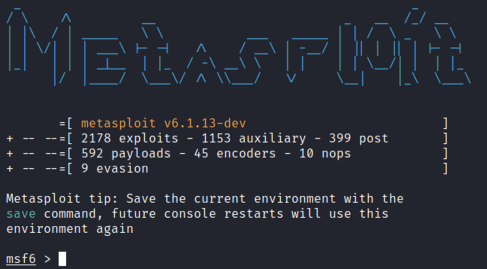 METASPLOIT
=[ metasploit v6.1.13-dev ]
+ -- --=[ 2178 exploits - 1153 auxiliary - 399 post ]
+ -- --=[ 592 payloads - 45 encoders - 10 nops ]
+ -- --=[ 9 evasion ]
Metasploit tip: Save the current environment with the
save command, future console restarts will use this
environment again
msf6 >